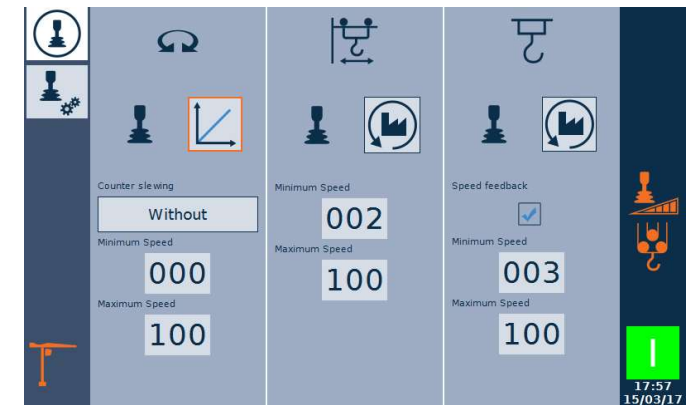 Counter slewing
Without
Minimum Speed
000
Maximum Speed
100
Minimum Speed
002
Maximum Speed
100
Speed feedback
Minimum Speed
003
Maximum Speed
100
17:57
15/03/17